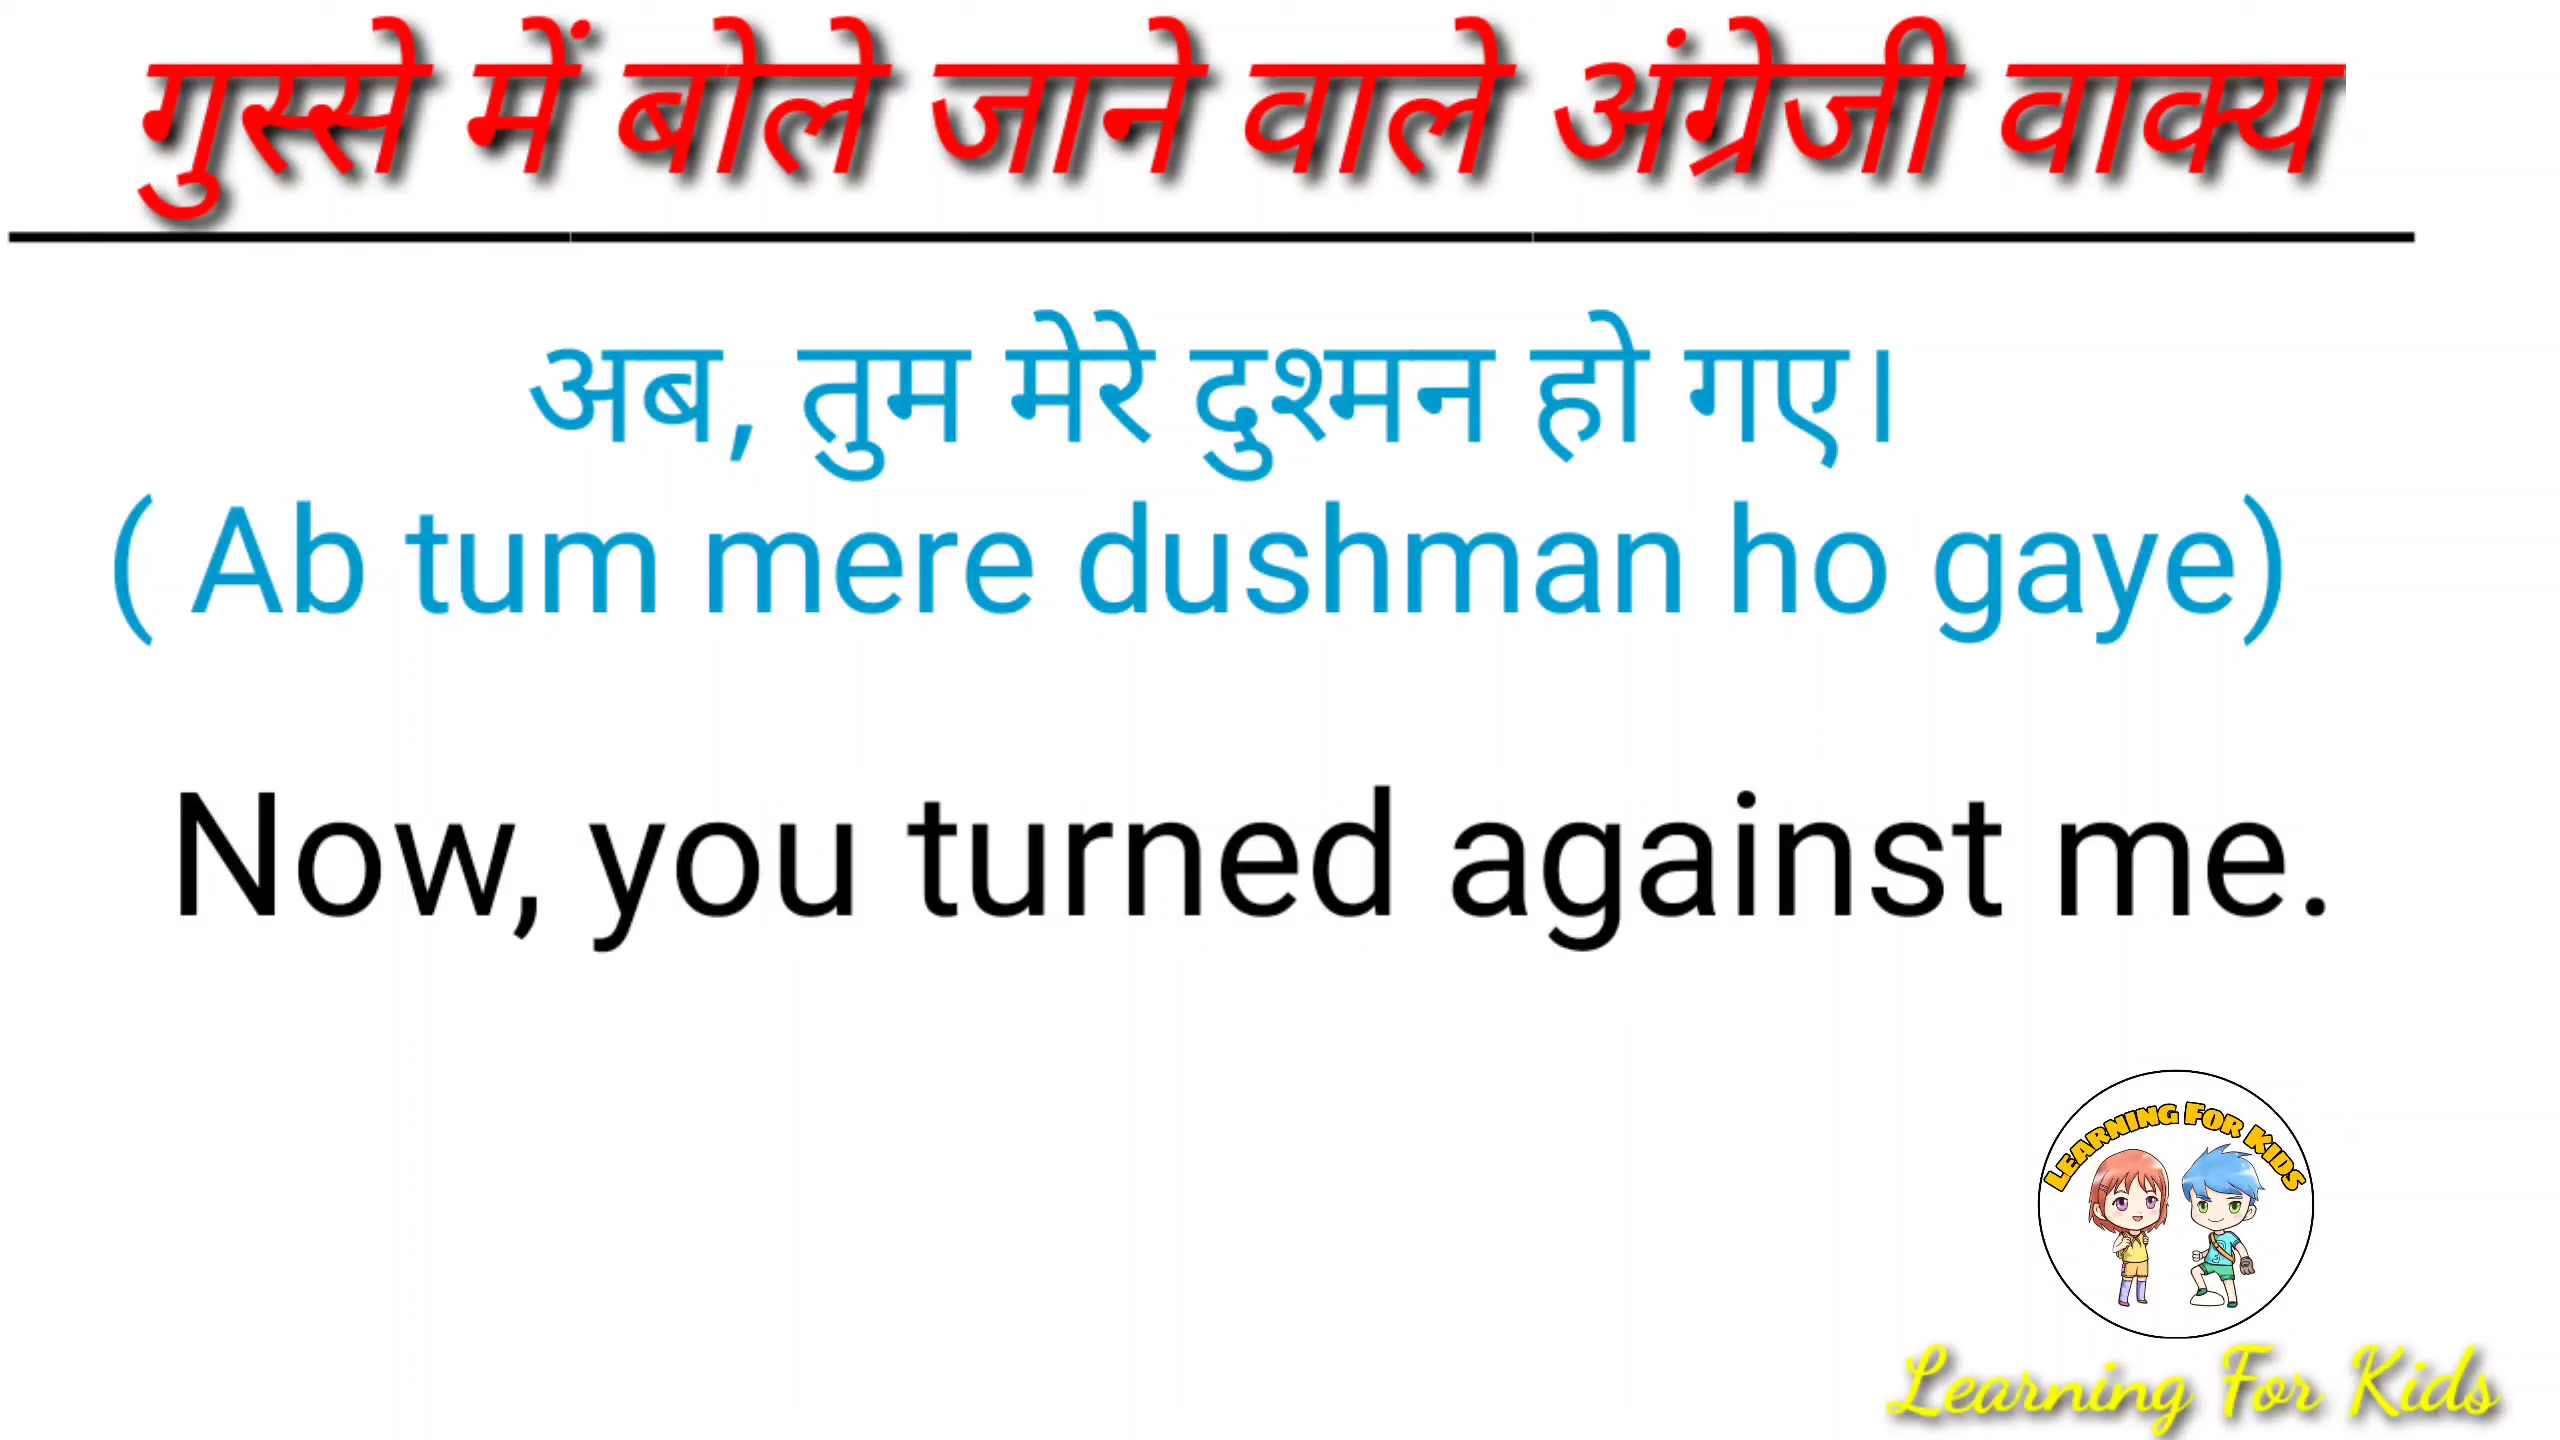 गुस्से में बोले जाने वाले अंग्रेजी वाक्य
अब, तुम मेरे दुश्मन हो गए।
( Ab tum mere dushman ho gaye)
Now, you turned against me.
LEARNING FOR KIDS
Learning For Kids